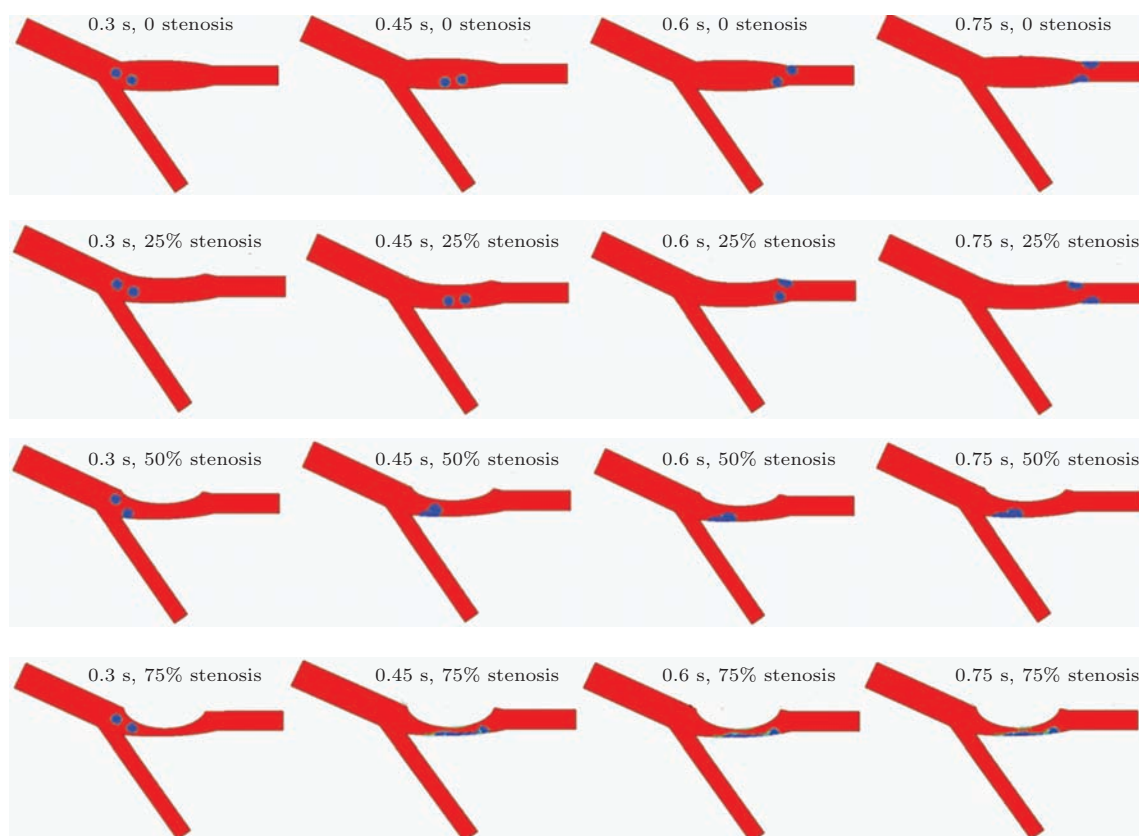 0.3 s, 0 stenosis
0.45 s, 0 stenosis
0.6 s, 0 stenosis
0.75 s, 0 stenosis
0.3 s, 25% stenosis
0.45 s, 25% stenosis
0.6 s, 25% stenosis
0.75 s, 25% stenosis
0.3 s, 50% stenosis
0.45 s, 50% stenosis
0.6 s, 50% stenosis
0.75 s, 50% stenosis
0.3 s, 75% stenosis
0.45 s, 75% stenosis
0.6 s, 75% stenosis
0.75 s, 75% stenosis